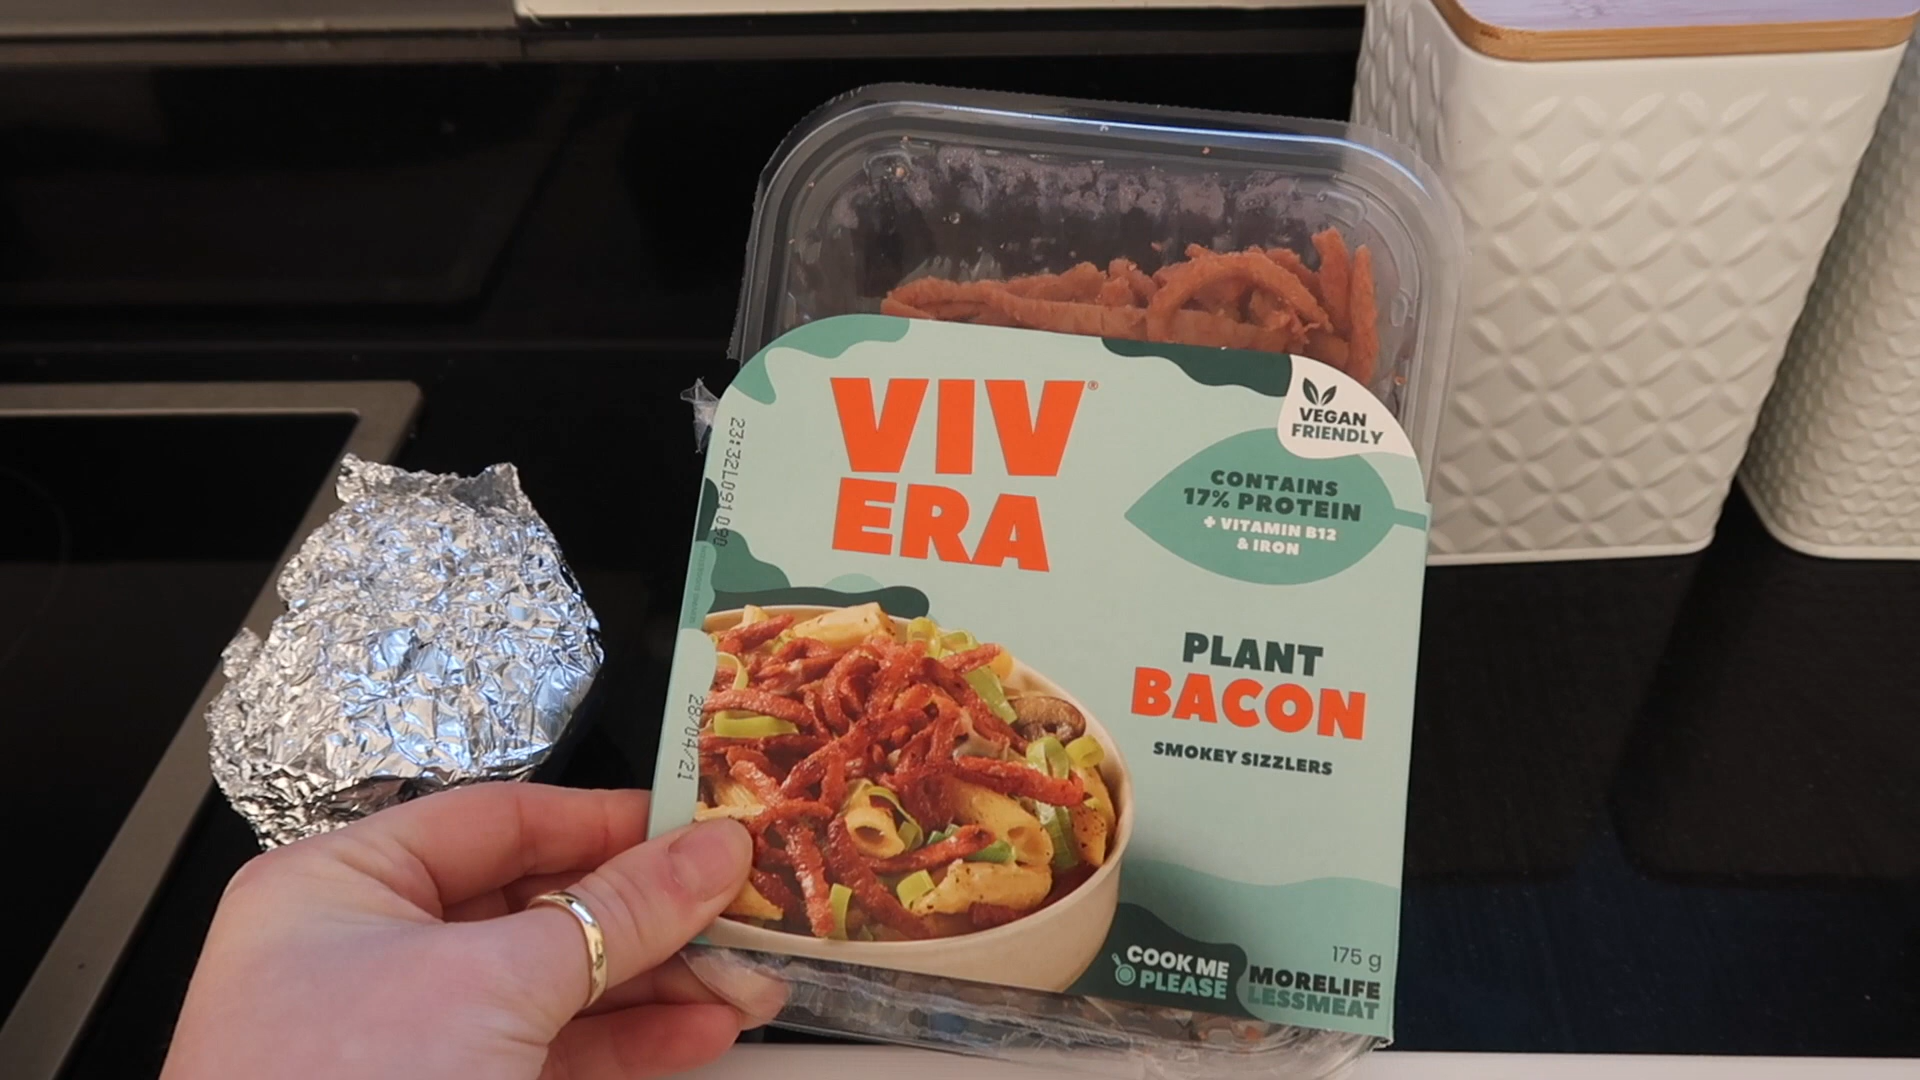 VIV
ERA®
VEGAN
FRIENDLY
CONTAINS
17% PROTEIN
+ VITAMIN B12
& IRON
PLANT
BACON
SMOKEY SIZZLERS
175 g
COOK ME
PLEASE
MORELIFE
LESSMEAT
23:32L091090
28/04/21